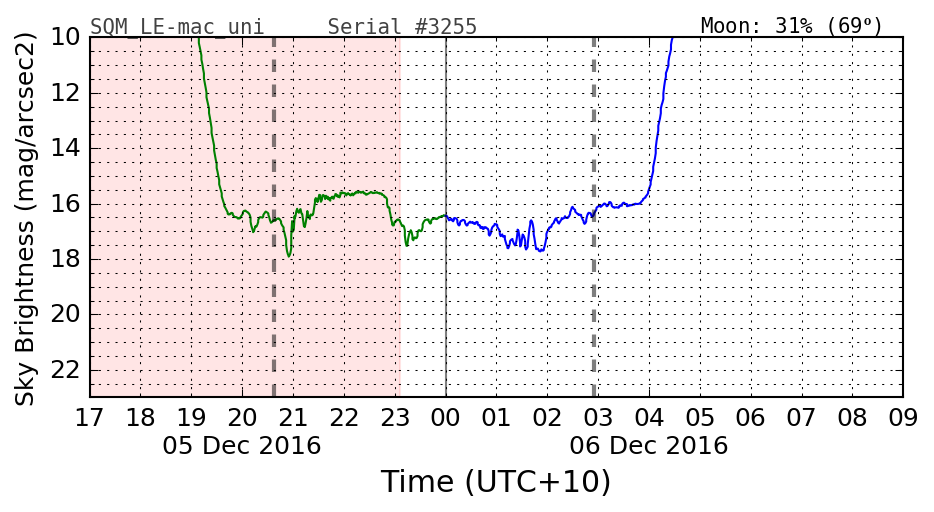 SQM_LE-mac_uni Serial #3255 Moon: 31% (69°)
Sky Brightness (mag/arcsec2)
10
12
14
16
18
20
22
17 18 19 20 21 22 23 00 01 02 03 04 05 06 07 08 09
05 Dec 2016 06 Dec 2016
Time (UTC+10)